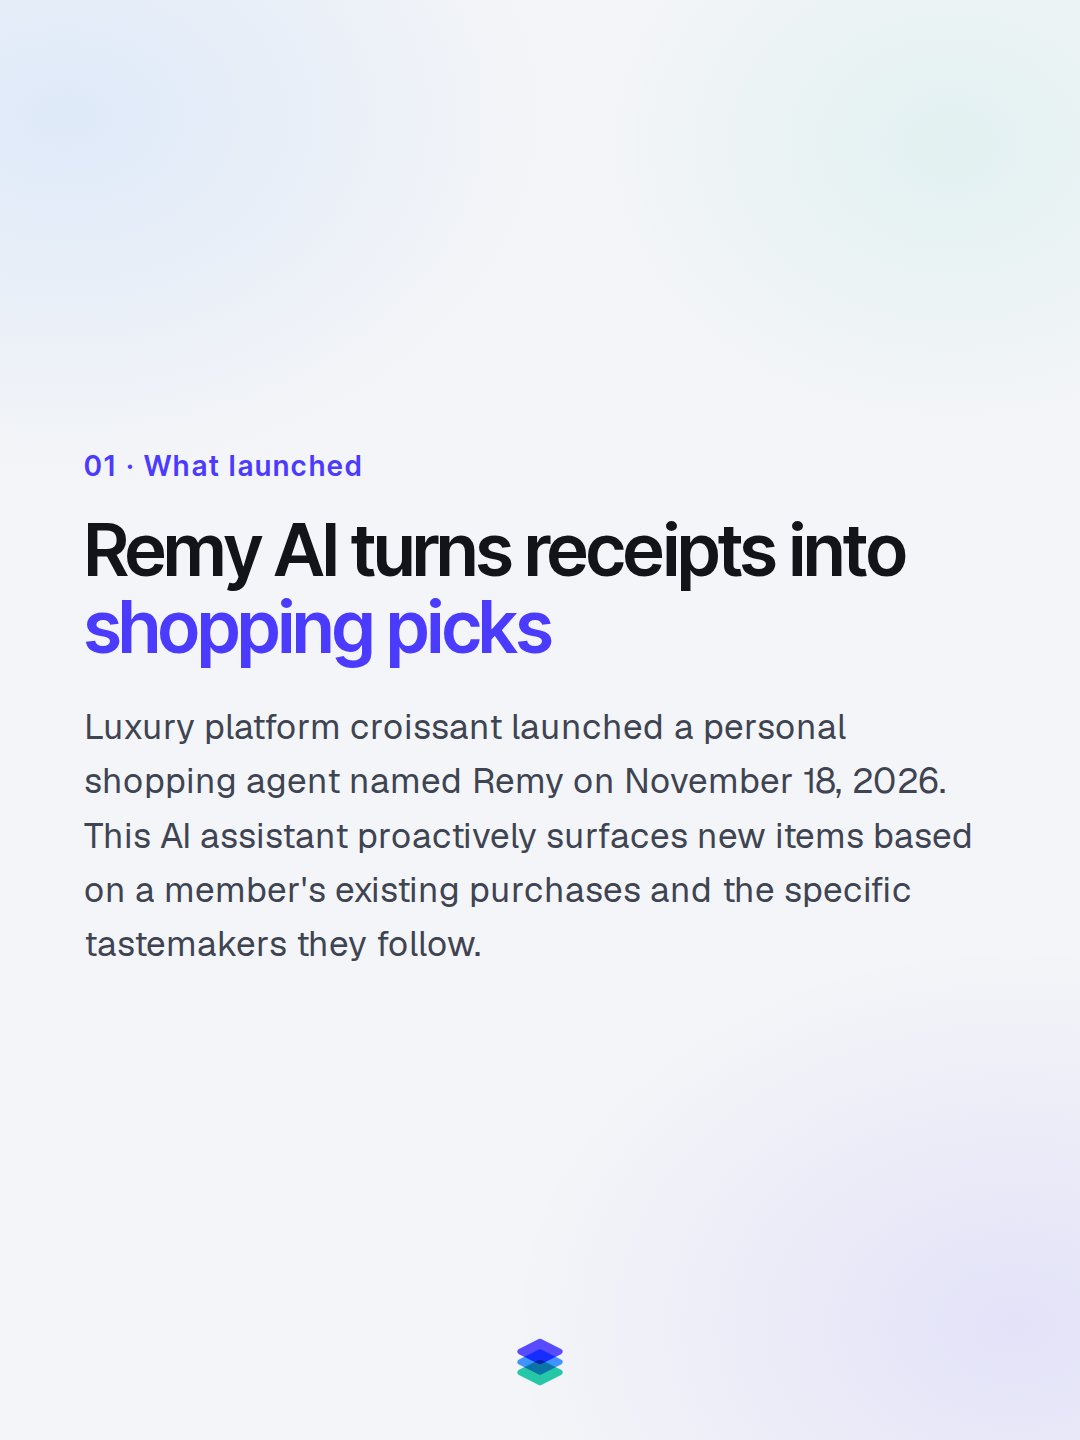 01 · What launched
Remy AI turns receipts into
shopping picks
Luxury platform croissant launched a personal
shopping agent named Remy on November 18, 2026.
This AI assistant proactively surfaces new items based
on a member's existing purchases and the specific
tastemakers they follow.